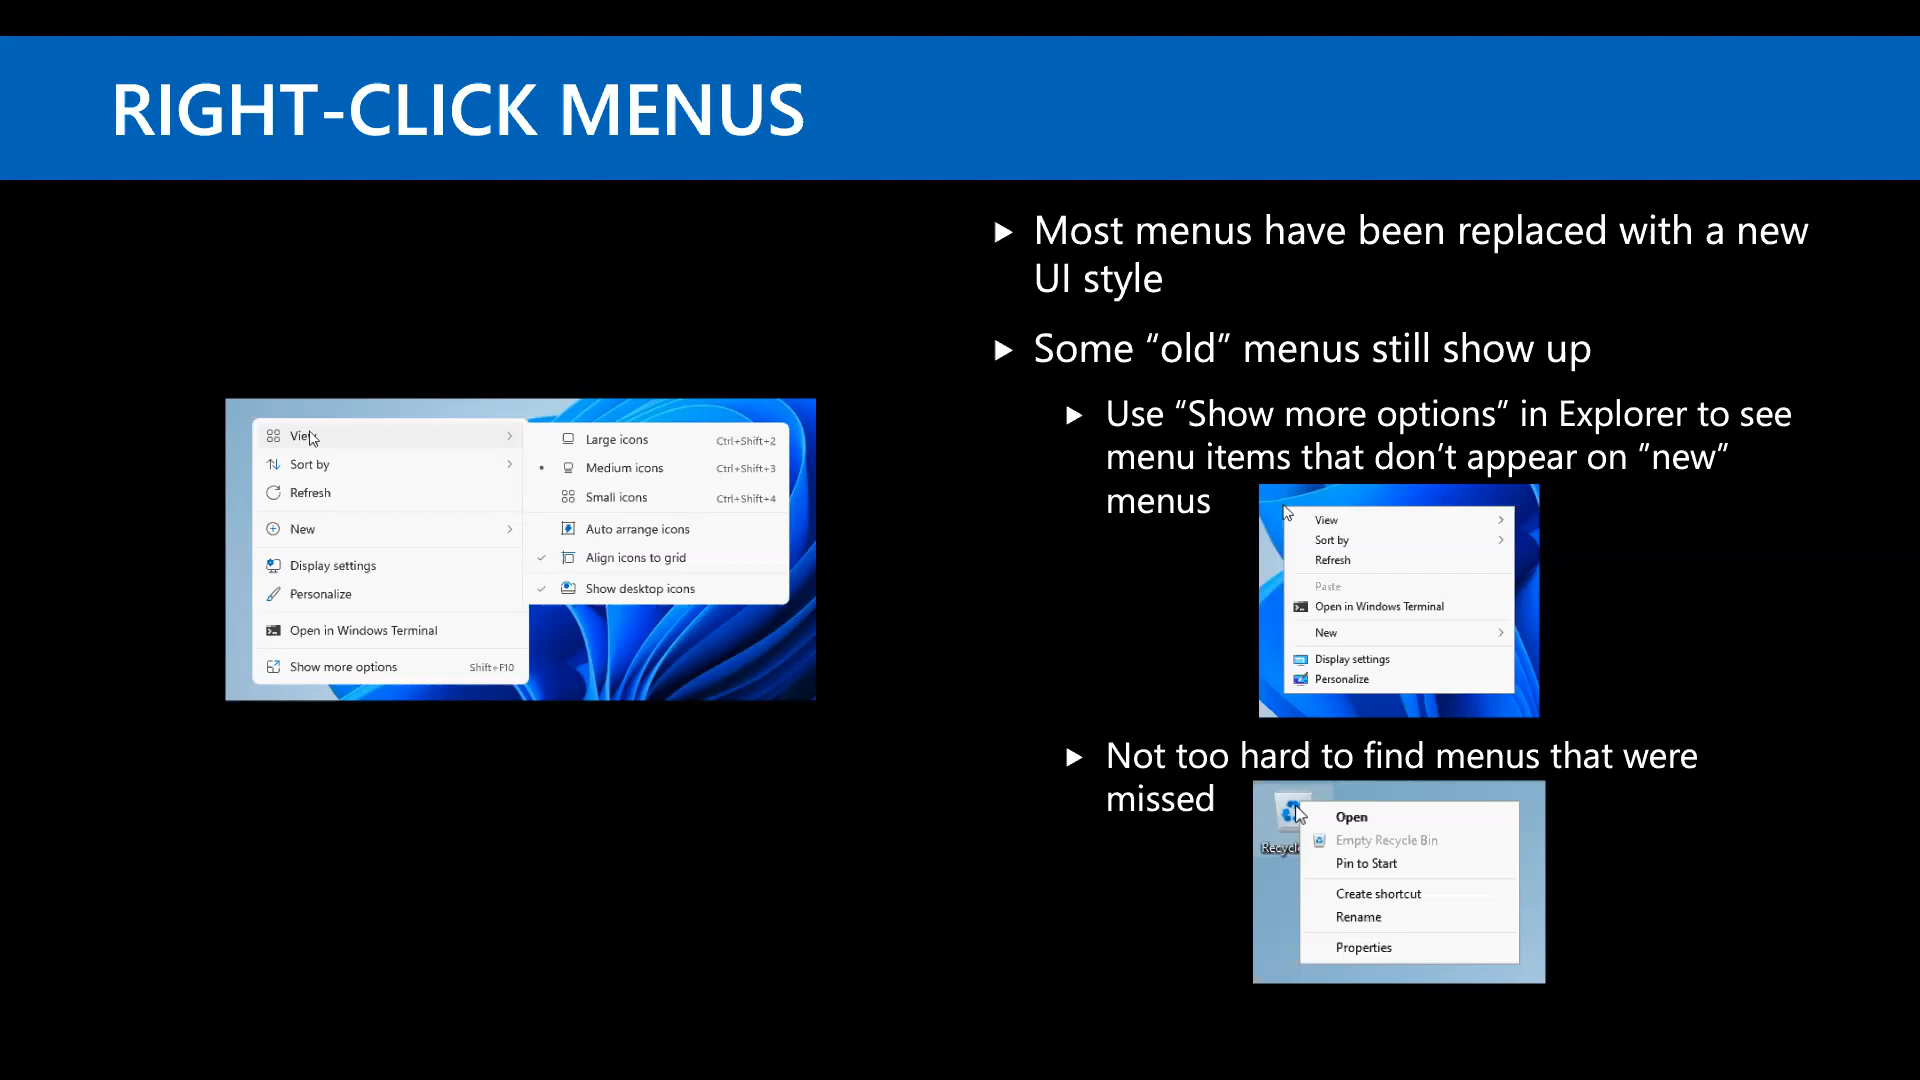 RIGHT-CLICK MENUS
View
Sort by
Refresh
New
Display settings
Personalize
Open in Windows Terminal
Show more options Shift+F10
Large icons Ctrl+Shift+2
Medium icons Ctrl+Shift+3
Small icons Ctrl+Shift+4
Auto arrange icons
Align icons to grid
Show desktop icons
Most menus have been replaced with a new
UI style
Some “old” menus still show up
Use “Show more options” in Explorer to see
menu items that don’t appear on ”new”
menus
View
Sort by
Refresh
Paste
Open in Windows Terminal
New
Display settings
Personalize
Not too hard to find menus that were
missed
Open
Empty Recycle Bin
Pin to Start
Create shortcut
Rename
Properties